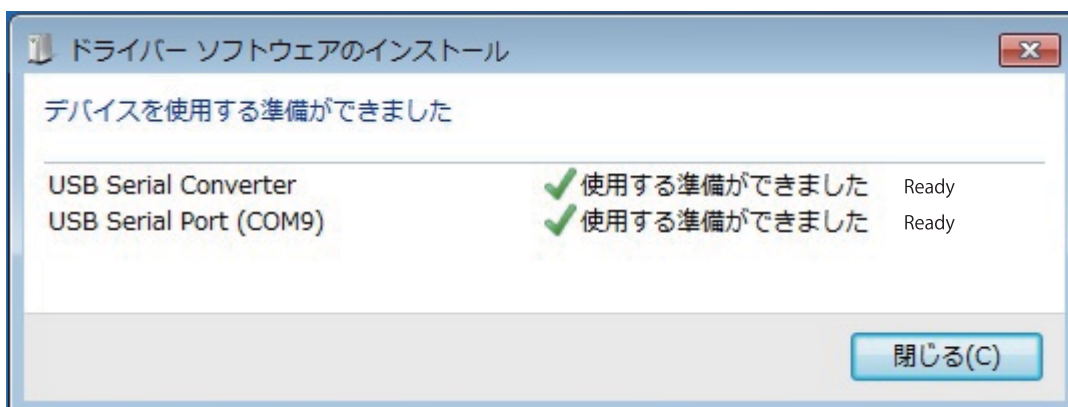 ドライバー ソフトウェアのインストール
デバイスを使用する準備ができました
USB Serial Converter 使用する準備ができました Ready
USB Serial Port (COM9) 使用する準備ができました Ready
閉じる(C)